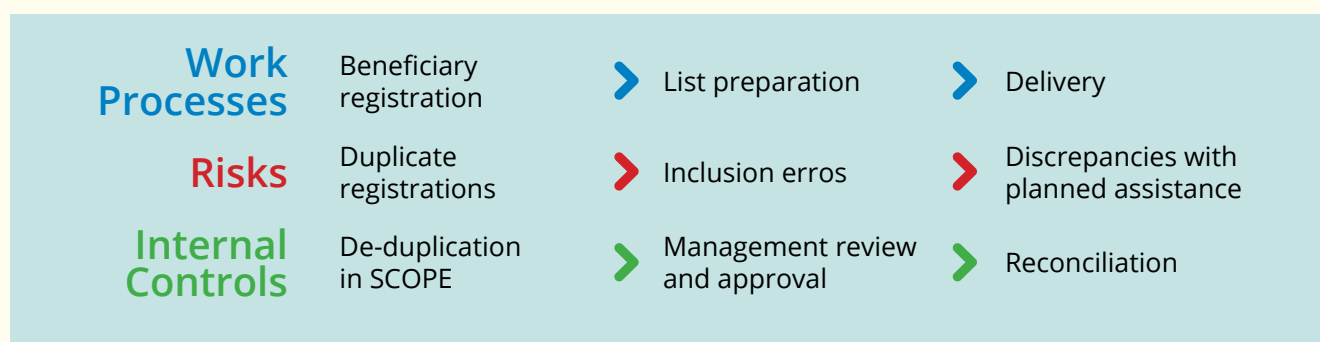 Work
Processes
Beneficiary
registration
List preparation
Delivery
Risks
Duplicate
registrations
Inclusion erros
Discrepancies with
planned assistance
Internal
Controls
De-duplication
in SCOPE
Management review
and approval
Reconciliation